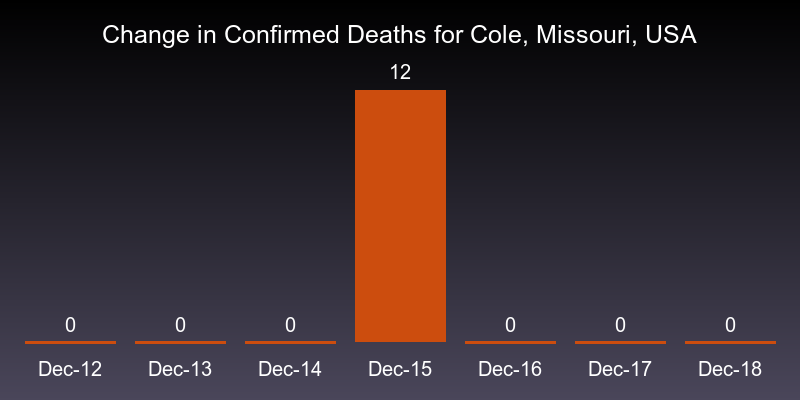 Change in Confirmed Deaths for Cole, Missouri, USA
12
0 0 0 0 0 0
Dec-12 Dec-13 Dec-14 Dec-15 Dec-16 Dec-17 Dec-18